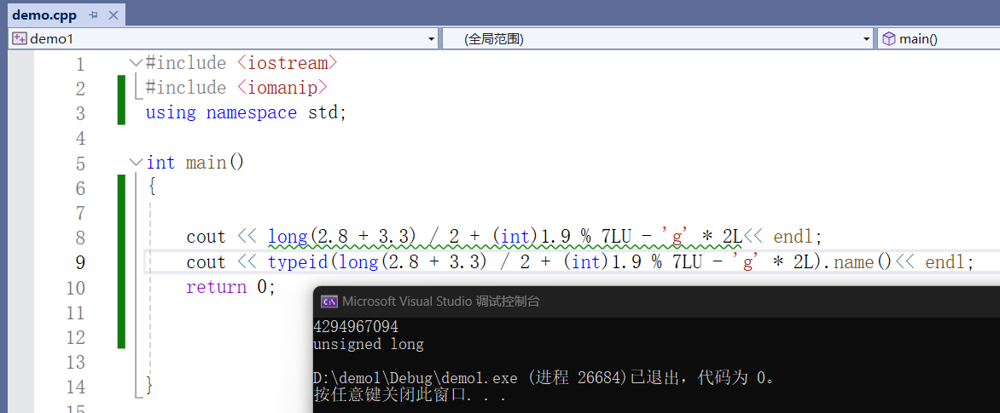 demo.cpp
demo1 (全局范围) main()
1 #include <iostream>
2 #include <iomanip>
3 using namespace std;
4
5 int main()
6 {
7
8 cout << long(2.8 + 3.3) / 2 + (int)1.9 % 7LU - 'g' * 2L<< endl;
9 cout << typeid(long(2.8 + 3.3) / 2 + (int)1.9 % 7LU - 'g' * 2L).name()<< endl;
10 return 0;
11
12
13
14 }
15
Microsoft Visual Studio 调试控制台
4294967094
unsigned long
D:\demo1\Debug\demo1.exe (进程 26684)已退出，代码为 0。
按任意键关闭此窗口. . .